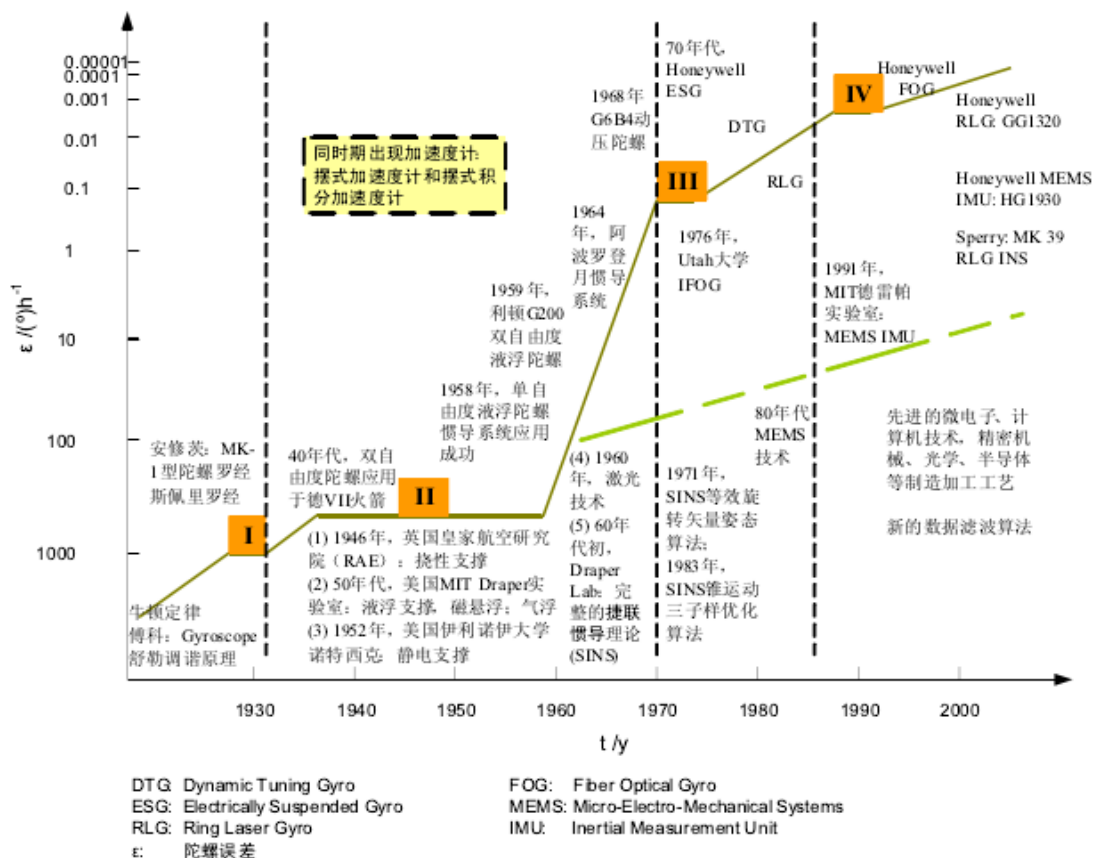 0.00001
0.0001
0.001
0.01
0.1
1
10
100
1000
ε /(°)h⁻¹
同时期出现加速度计:
摆式加速度计和摆式积
分加速度计
安修茨：MK-
1型陀螺罗经
斯佩里罗经
I
牛顿定律
傅科：Gyroscope
舒勒调谐原理
40年代，双自
由度陀螺应用
于德VII火箭
II
(1) 1946年，英国皇家航空研究
院（RAE）：挠性支撑
(2) 50年代，美国MIT Draper实
验室：液浮支撑，磁悬浮；气浮
(3) 1952年，美国伊利诺伊大学
诺特西克：静电支撑
1958年，单自
由度液浮陀螺
惯导系统应用
成功
1959年，
利顿G200
双自由度
液浮陀螺
1964
年，阿
波罗登
月惯导
系统
1968年
G6B4动
压陀螺
(4) 1960
年，激光
技术
(5) 60年
代初，
Draper
Lab：完
整的捷联
惯导理论
(SINS)
70年代，
Honeywell
ESG
III
DTG
RLG
1976年，
Utah大学
IFOG
80年代
MEMS
技术
1971年，
SINS等效旋
转矢量姿态
算法；
1983年，
SINS锥运动
三子样优化
算法
IV
Honeywell
FOG
Honeywell
RLG: GG1320
Honeywell MEMS
IMU: HG1930
Sperry: MK 39
RLG INS
1991年，
MIT德雷帕
实验室：
MEMS IMU
先进的微电子、计
算机技术，精密机
械、光学、半导体
等制造加工工艺
新的数据滤波算法
1930
1940
1950
1960
1970
1980
1990
2000
t /y
DTG: Dynamic Tuning Gyro
ESG: Electrically Suspended Gyro
RLG: Ring Laser Gyro
ε: 陀螺误差
FOG: Fiber Optical Gyro
MEMS: Micro-Electro-Mechanical Systems
IMU: Inertial Measurement Unit